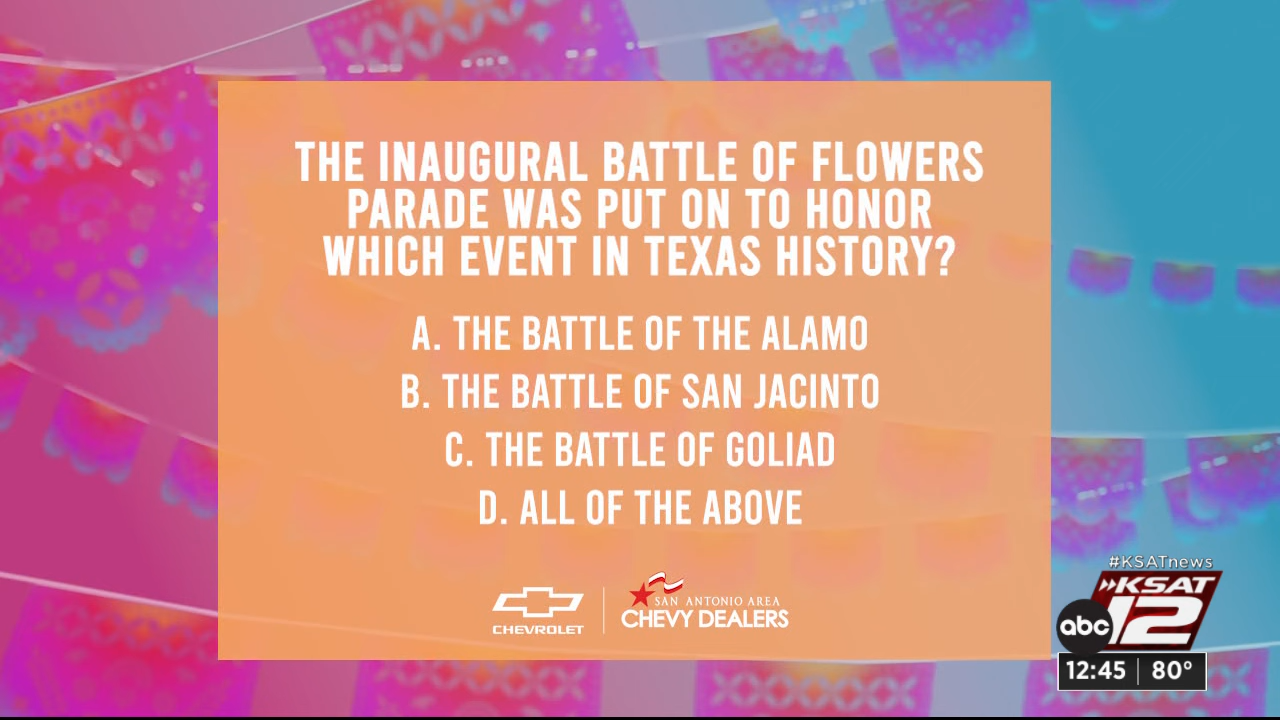 THE INAUGURAL BATTLE OF FLOWERS
PARADE WAS PUT ON TO HONOR
WHICH EVENT IN TEXAS HISTORY?
A. THE BATTLE OF THE ALAMO
B. THE BATTLE OF SAN JACINTO
C. THE BATTLE OF GOLIAD
D. ALL OF THE ABOVE
CHEVROLET
SAN ANTONIO AREA
CHEVY DEALERS
#KSATnews
KSAT
abc 12
12:45 80°